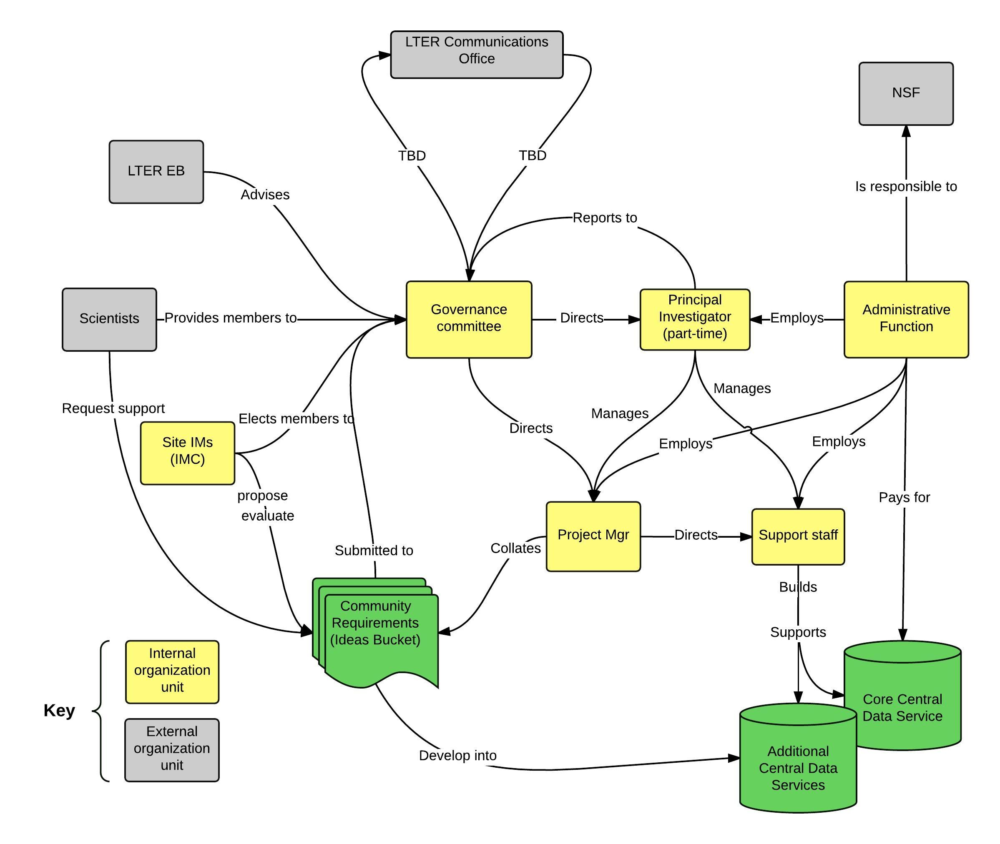 LTER Communications
Office
NSF
TBD
TBD
LTER EB
Is responsible to
Advises
Reports to
Scientists
Provides members to
Governance
committee
Directs
Principal
Investigator
(part-time)
Employs
Administrative
Function
Manages
Request support
Manages
Elects members to
Directs
Employs
Employs
Site IMs
(IMC)
propose
evaluate
Pays for
Project Mgr
Directs
Support staff
Collates
Submitted to
Builds
Community
Requirements
(Ideas Bucket)
Supports
Internal
organization
unit
Key
Core Central
Data Service
External
organization
unit
Develop into
Additional
Central Data
Services